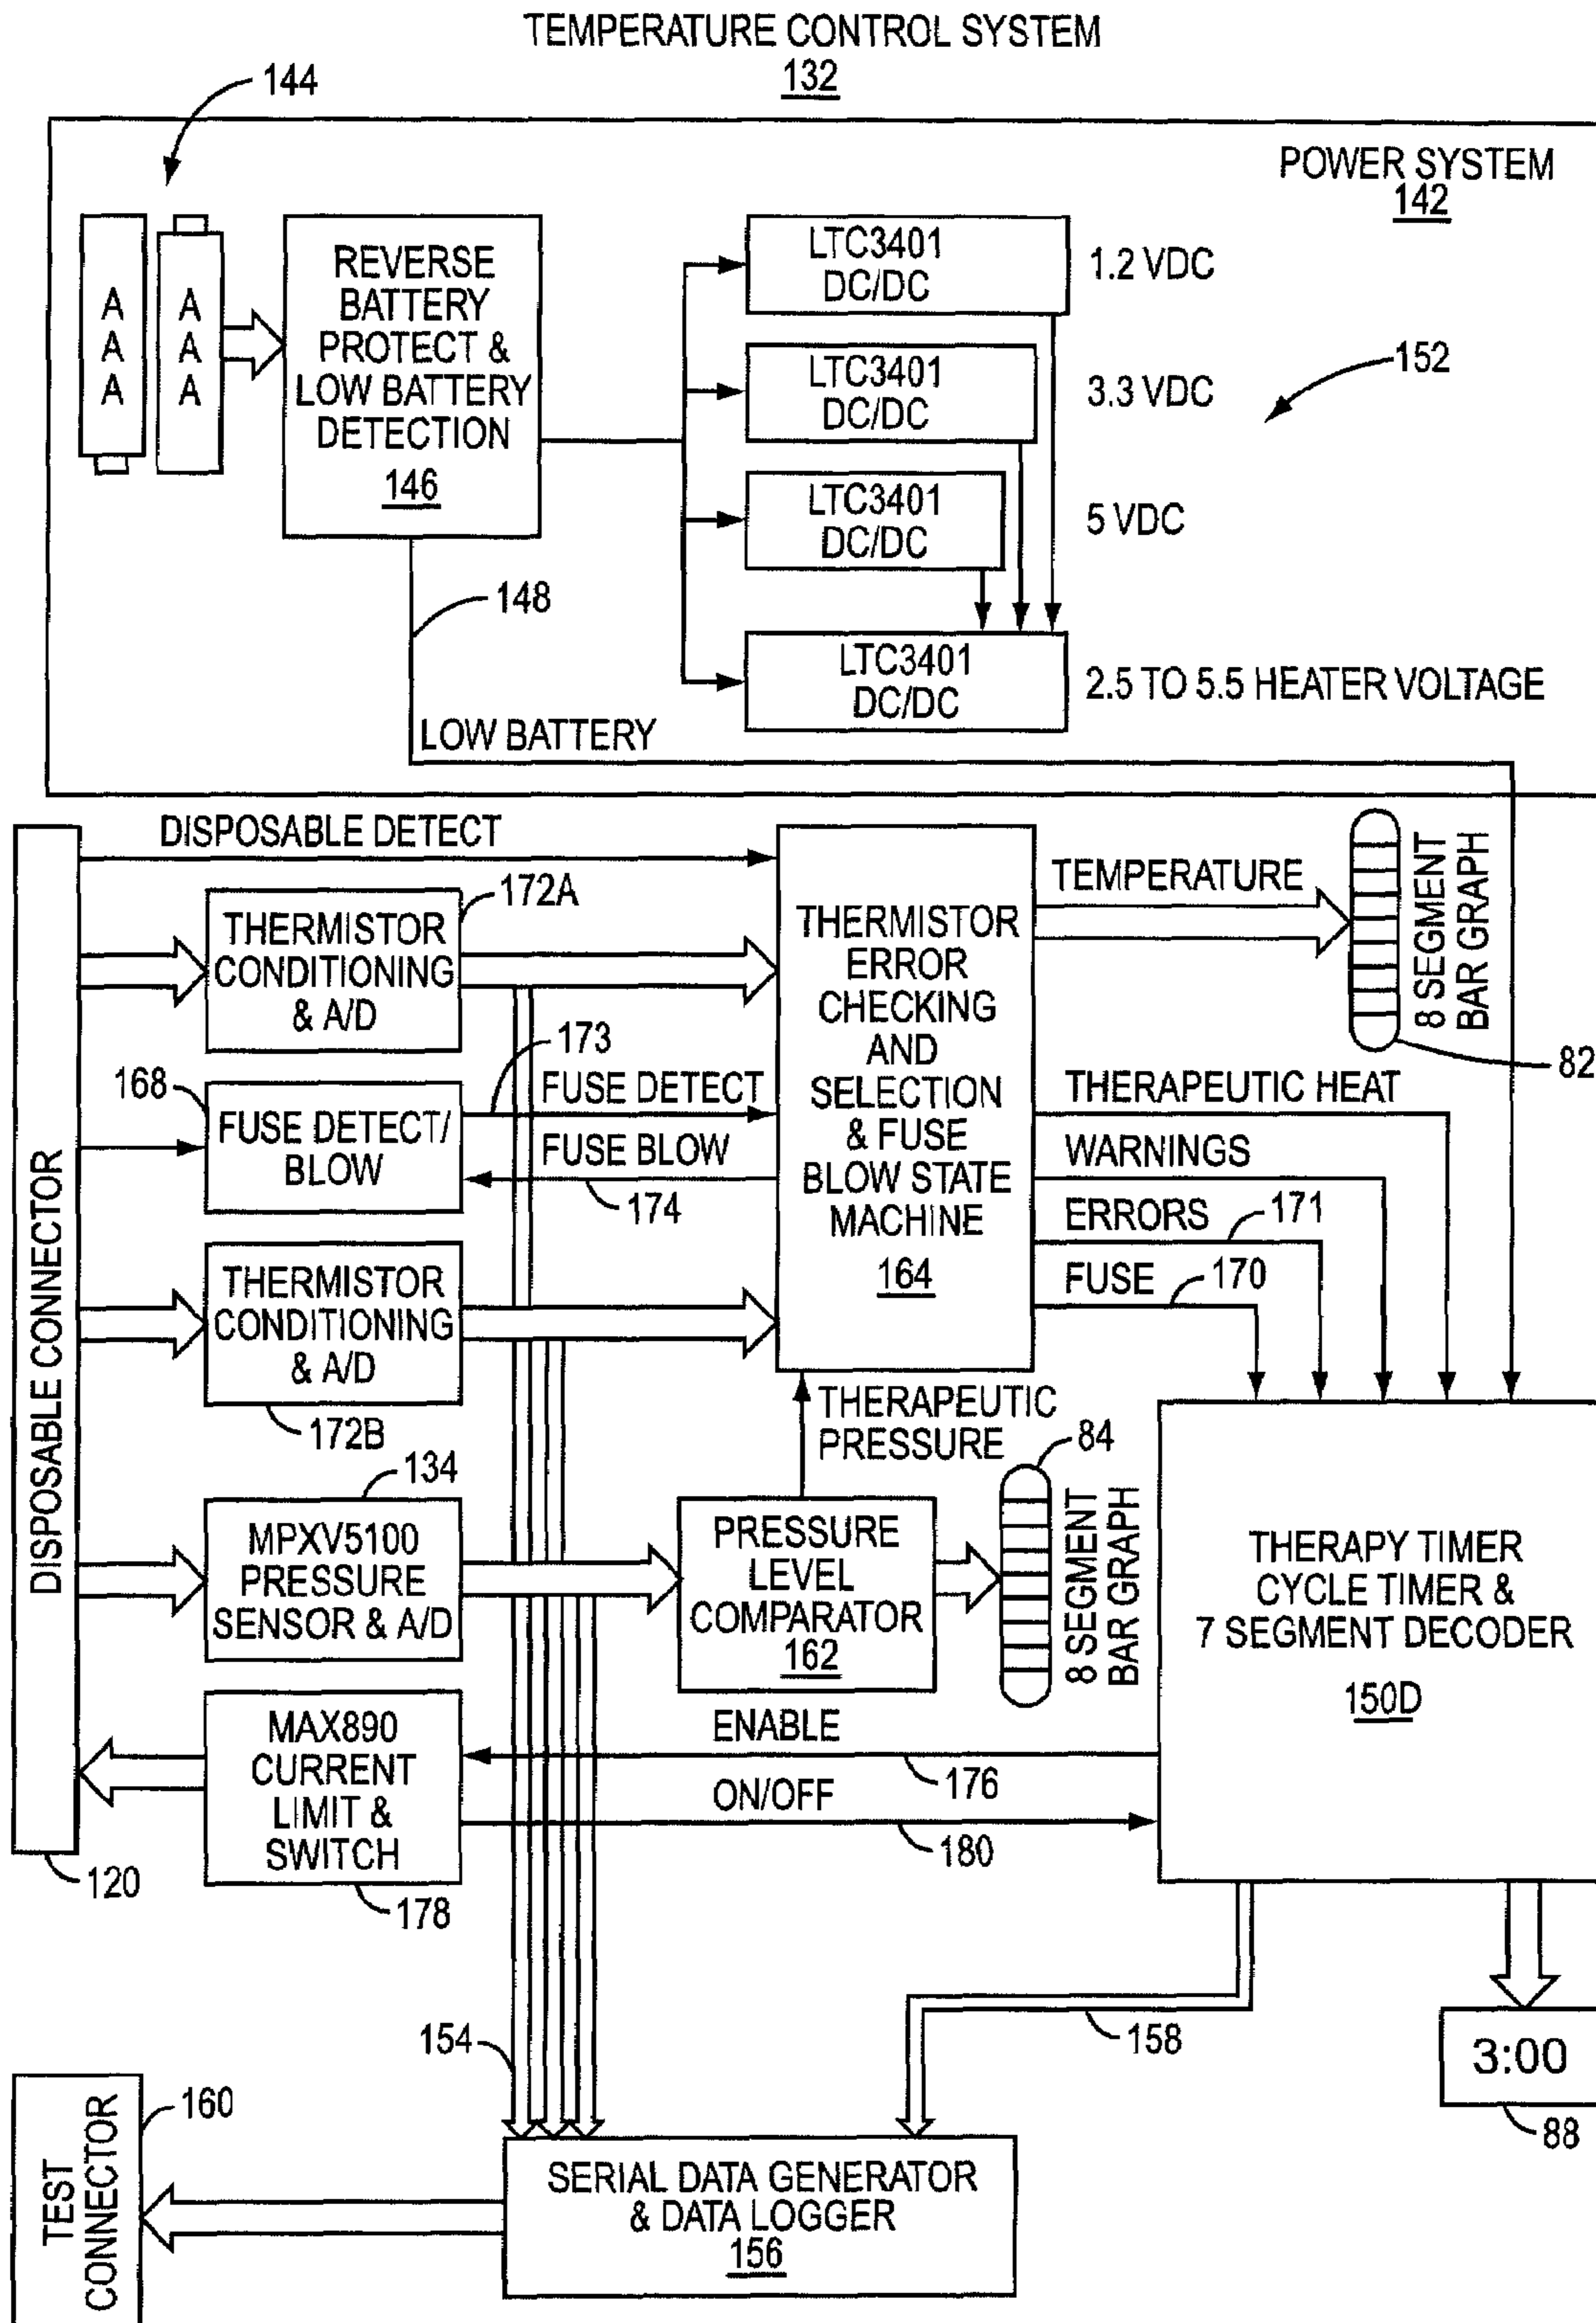 TEMPERATURE CONTROL SYSTEM
132
144
POWER SYSTEM
142
A
A
A
A
A
A
REVERSE
BATTERY
PROTECT &
LOW BATTERY
DETECTION
146
LTC3401
DC/DC
1.2 VDC
LTC3401
DC/DC
3.3 VDC
152
LTC3401
DC/DC
5 VDC
148
LTC3401
DC/DC
2.5 TO 5.5 HEATER VOLTAGE
LOW BATTERY
DISPOSABLE CONNECTOR
120
DISPOSABLE DETECT
THERMISTOR
CONDITIONING
& A/D
172A
168
FUSE DETECT/
BLOW
173
FUSE DETECT
FUSE BLOW
174
THERMISTOR
CONDITIONING
& A/D
172B
THERMISTOR
ERROR
CHECKING
AND
SELECTION
& FUSE
BLOW STATE
MACHINE
164
TEMPERATURE
8 SEGMENT
BAR GRAPH
82
THERAPEUTIC HEAT
WARNINGS
ERRORS
171
FUSE
170
THERAPEUTIC
PRESSURE
134
MPXV5100
PRESSURE
SENSOR & A/D
PRESSURE
LEVEL
COMPARATOR
162
84
8 SEGMENT
BAR GRAPH
THERAPY TIMER
CYCLE TIMER &
7 SEGMENT DECODER
150D
MAX890
CURRENT
LIMIT &
SWITCH
178
ENABLE
176
ON/OFF
180
154
158
3:00
88
TEST
CONNECTOR
160
SERIAL DATA GENERATOR
& DATA LOGGER
156